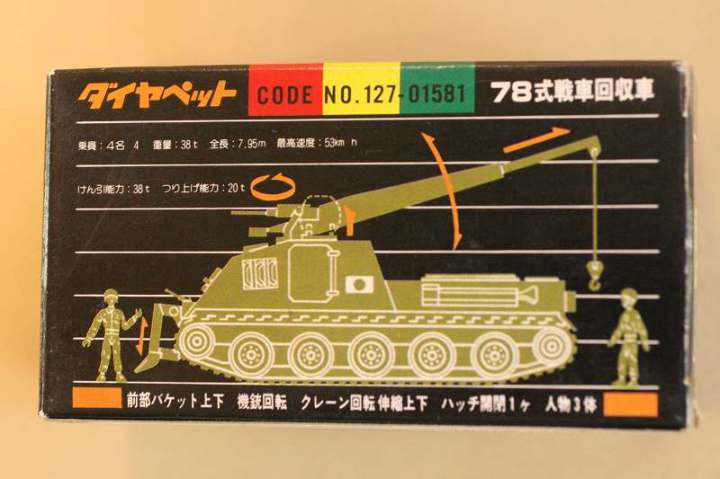 ダイヤペット CODE NO.127-01581 78式戦車回収車
乗員：4名 4 重量：38t 全長：7.95m 最高速度：53km h
けん引能力：38t つり上げ能力：20t
前部バケット上下 機銃回転 クレーン回転伸縮上下 ハッチ開閉1ヶ 人物3体